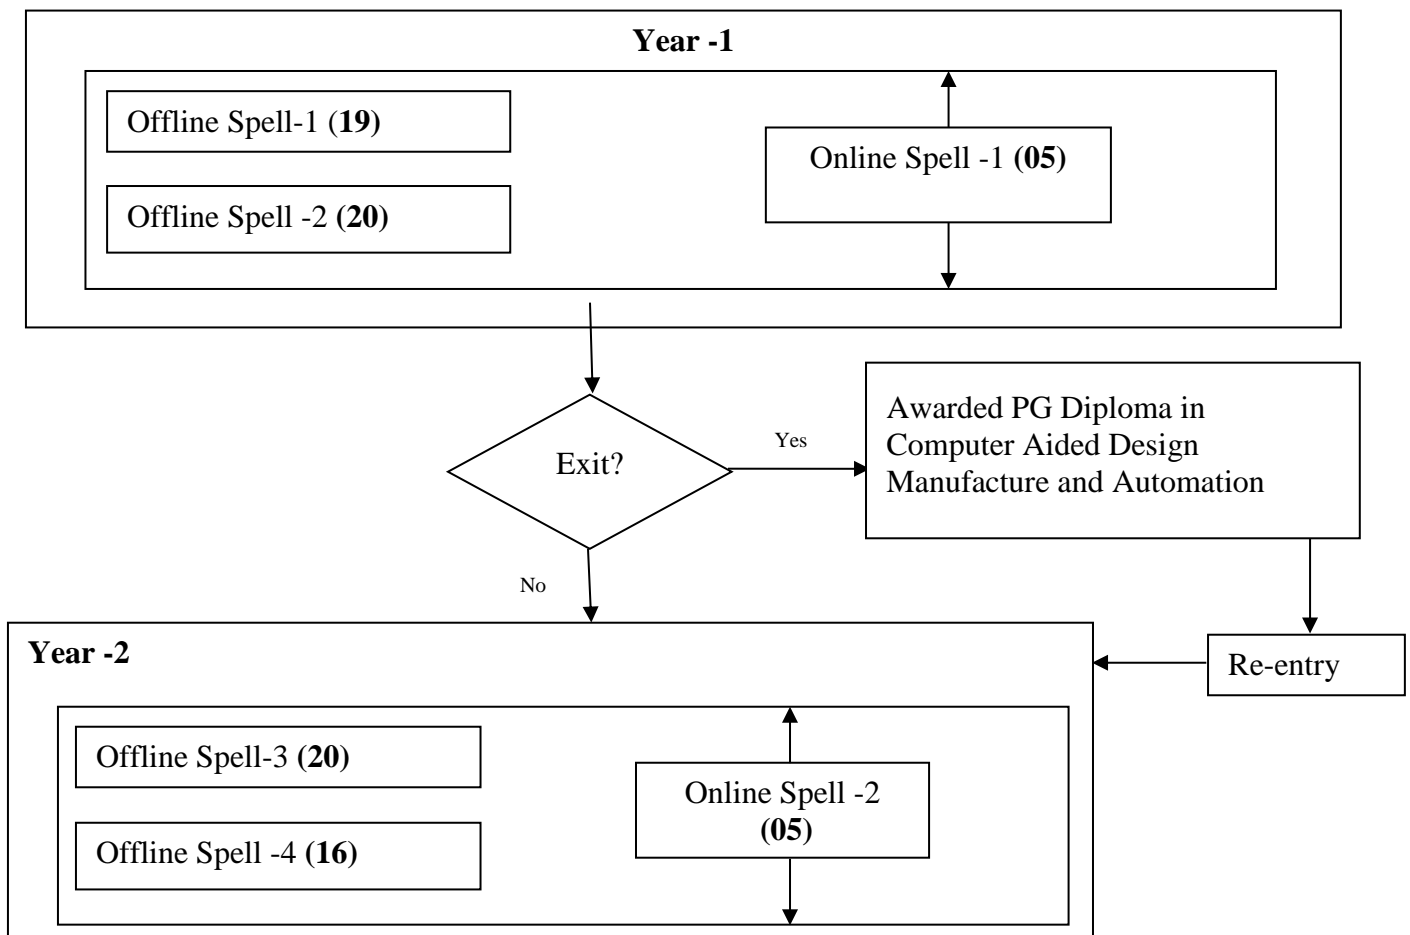 Year -1
Offline Spell-1 (19)
Online Spell -1 (05)
Offline Spell -2 (20)
Exit?
Yes
Awarded PG Diploma in
Computer Aided Design
Manufacture and Automation
No
Re-entry
Year -2
Offline Spell-3 (20)
Online Spell -2
(05)
Offline Spell -4 (16)